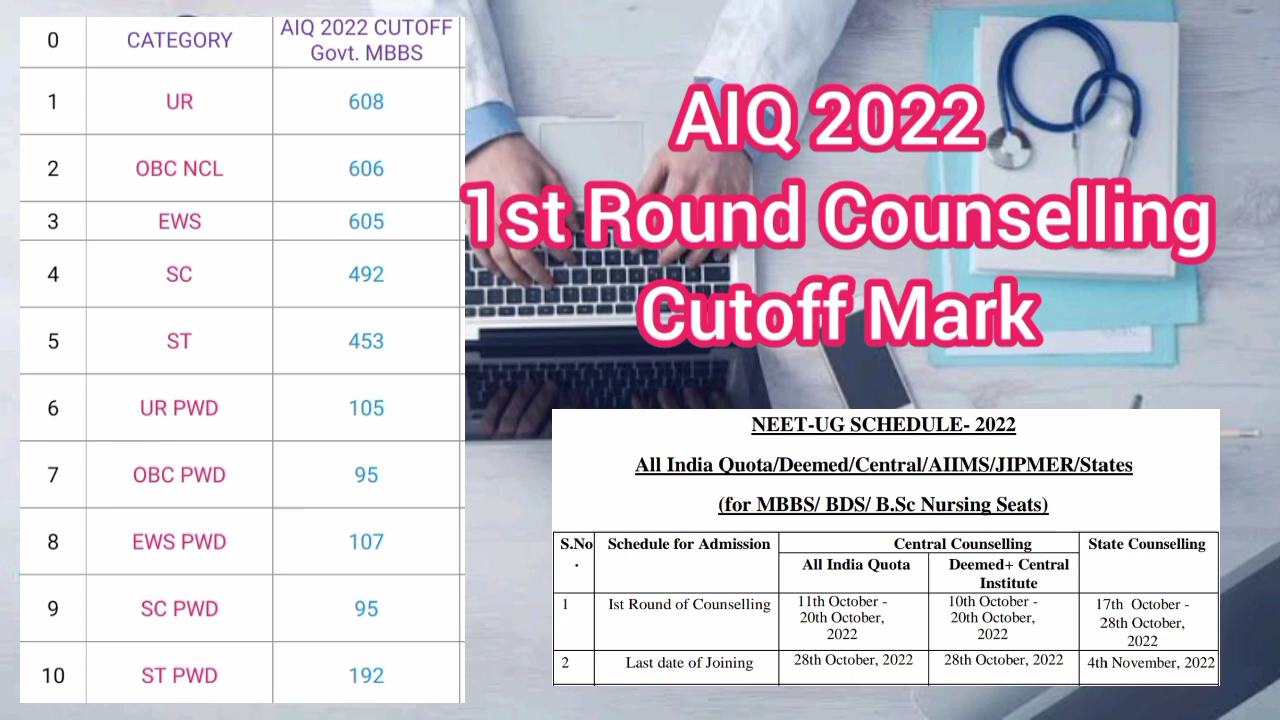 0 CATEGORY AIQ 2022 CUTOFF Govt. MBBS
1 UR 608
2 OBC NCL 606
3 EWS 605
4 SC 492
5 ST 453
6 UR PWD 105
7 OBC PWD 95
8 EWS PWD 107
9 SC PWD 95
10 ST PWD 192
AIQ 2022
1st Round Counselling
Cutoff Mark
NEET-UG SCHEDULE- 2022
All India Quota/Deemed/Central/AIIMS/JIPMER/States
(for MBBS/ BDS/ B.Sc Nursing Seats)
S.No. Schedule for Admission Central Counselling State Counselling
All India Quota Deemed+ Central Institute
1 Ist Round of Counselling 11th October - 20th October, 2022 10th October - 20th October, 2022 17th October - 28th October, 2022
2 Last date of Joining 28th October, 2022 28th October, 2022 4th November, 2022